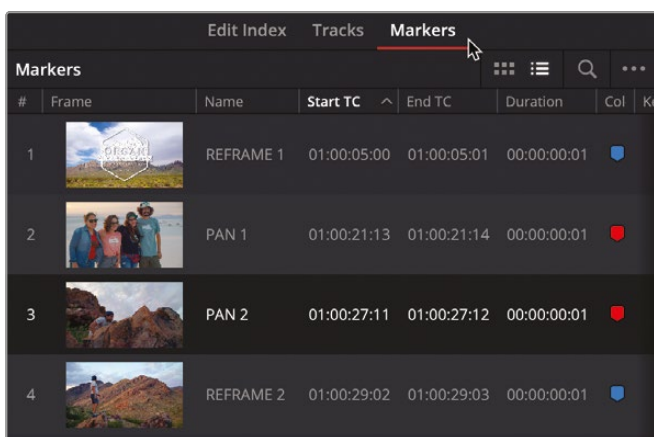 Edit Index Tracks Markers
Markers
# Frame Name Start TC End TC Duration Col
1 REFRAME 1 01:00:05:00 01:00:05:01 00:00:00:01
2 PAN 1 01:00:21:13 01:00:21:14 00:00:00:01
3 PAN 2 01:00:27:11 01:00:27:12 00:00:00:01
4 REFRAME 2 01:00:29:02 01:00:29:03 00:00:00:01